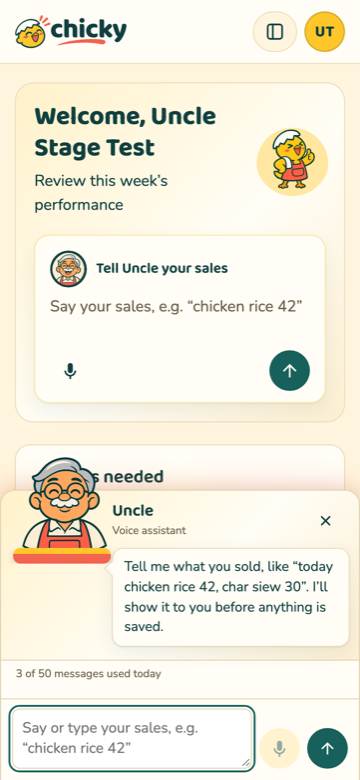 chicky
UT
Welcome, Uncle
Stage Test
Review this week's
performance
Tell Uncle your sales
Say your sales, e.g. “chicken rice 42”
needed
Uncle
Voice assistant
Tell me what you sold, like “today
chicken rice 42, char siew 30”. I’ll
show it to you before anything is
saved.
3 of 50 messages used today
Say or type your sales, e.g.
“chicken rice 42”